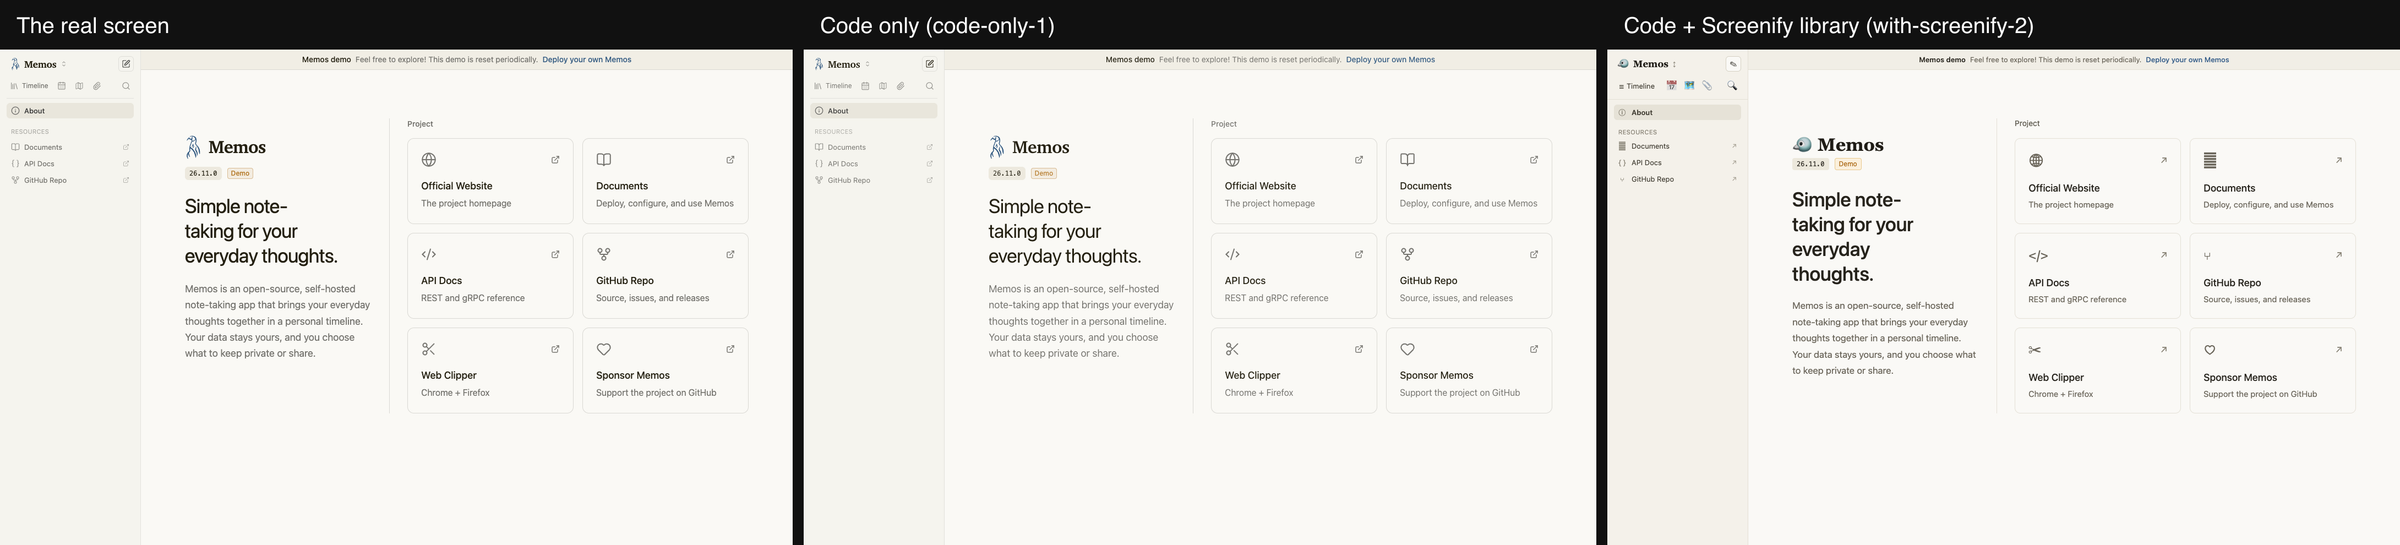 The real screen
Memos
Memos demo Feel free to explore! This demo is reset periodically. Deploy your own Memos
Timeline
About
RESOURCES
Documents
API Docs
GitHub Repo
Memos
26.11.0 Demo
Simple note-
taking for your
everyday thoughts.
Memos is an open-source, self-hosted
note-taking app that brings your everyday
thoughts together in a personal timeline.
Your data stays yours, and you choose
what to keep private or share.
Project
Official Website
The project homepage
Documents
Deploy, configure, and use Memos
API Docs
REST and gRPC reference
GitHub Repo
Source, issues, and releases
Web Clipper
Chrome + Firefox
Sponsor Memos
Support the project on GitHub
Code only (code-only-1)
Memos
Memos demo Feel free to explore! This demo is reset periodically. Deploy your own Memos
Timeline
About
RESOURCES
Documents
API Docs
GitHub Repo
Memos
26.11.0 Demo
Simple note-
taking for your
everyday thoughts.
Memos is an open-source, self-hosted
note-taking app that brings your everyday
thoughts together in a personal timeline.
Your data stays yours, and you choose
what to keep private or share.
Project
Official Website
The project homepage
Documents
Deploy, configure, and use Memos
API Docs
REST and gRPC reference
GitHub Repo
Source, issues, and releases
Web Clipper
Chrome + Firefox
Sponsor Memos
Support the project on GitHub
Code + Screenify library (with-screenify-2)
Memos
Memos demo Feel free to explore! This demo is reset periodically. Deploy your own Memos
Timeline
About
RESOURCES
Documents
API Docs
GitHub Repo
Memos
26.11.0 Demo
Simple note-
taking for your
everyday
thoughts.
Memos is an open-source, self-hosted
note-taking app that brings your everyday
thoughts together in a personal timeline.
Your data stays yours, and you choose what
to keep private or share.
Project
Official Website
The project homepage
Documents
Deploy, configure, and use Memos
API Docs
REST and gRPC reference
GitHub Repo
Source, issues, and releases
Web Clipper
Chrome + Firefox
Sponsor Memos
Support the project on GitHub